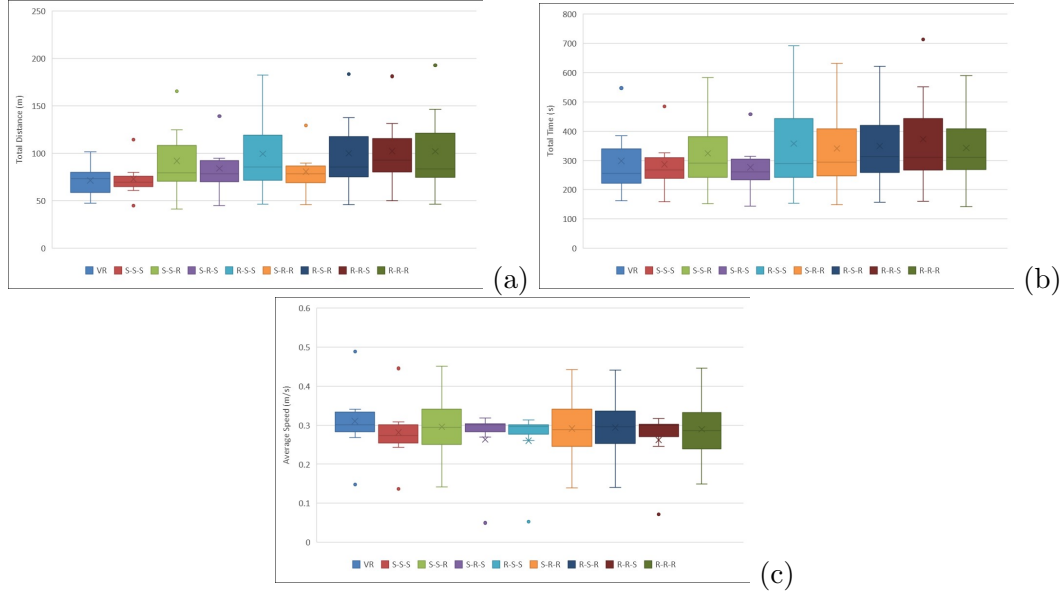 250
200
150
100
50
0
Total Distance (m)
VR S-S-S S-S-R S-R-S R-S-S S-R-R R-S-R R-R-S R-R-R
(a)
800
700
600
500
400
300
200
100
0
Total Time (s)
VR S-S-S S-S-R S-R-S R-S-S S-R-R R-S-R R-R-S R-R-R
(b)
0.6
0.5
0.4
0.3
0.2
0.1
0
Average Speed (m/s)
VR S-S-S S-S-R S-R-S R-S-S S-R-R R-S-R R-R-S R-R-R
(c)